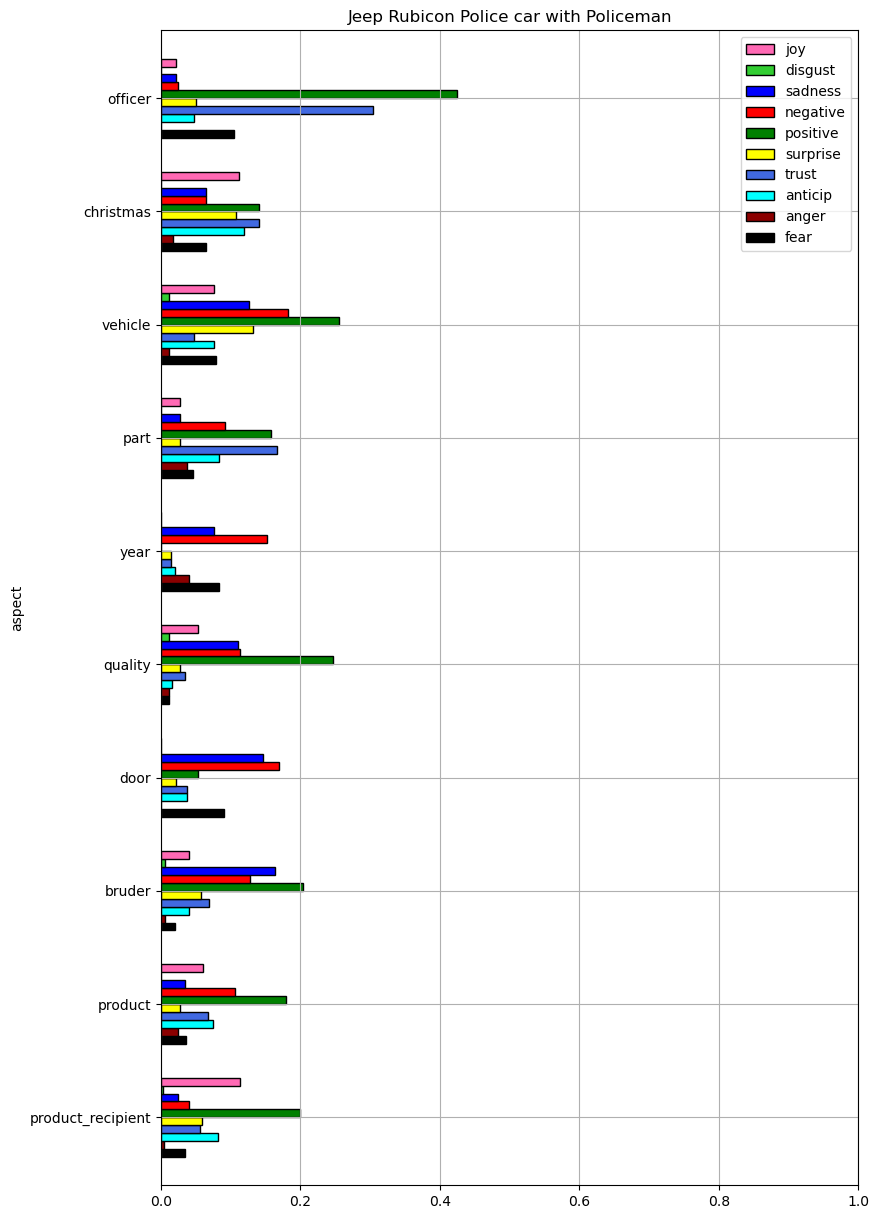 Jeep Rubicon Police car with Policeman
joy
disgust
sadness
negative
positive
surprise
trust
anticip
anger
fear
officer
christmas
vehicle
part
year
quality
door
bruder
product
product_recipient
aspect
0.0 0.2 0.4 0.6 0.8 1.0